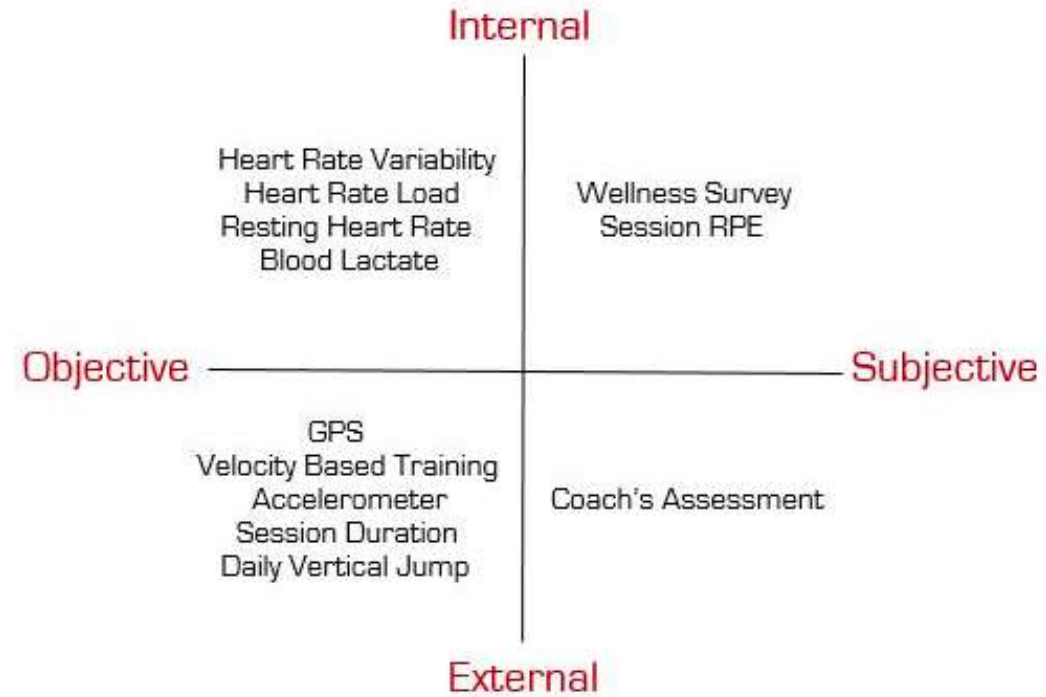 Internal
Heart Rate Variability
Heart Rate Load
Resting Heart Rate
Blood Lactate
Wellness Survey
Session RPE
Objective
Subjective
GPS
Velocity Based Training
Accelerometer
Session Duration
Daily Vertical Jump
Coach's Assessment
External